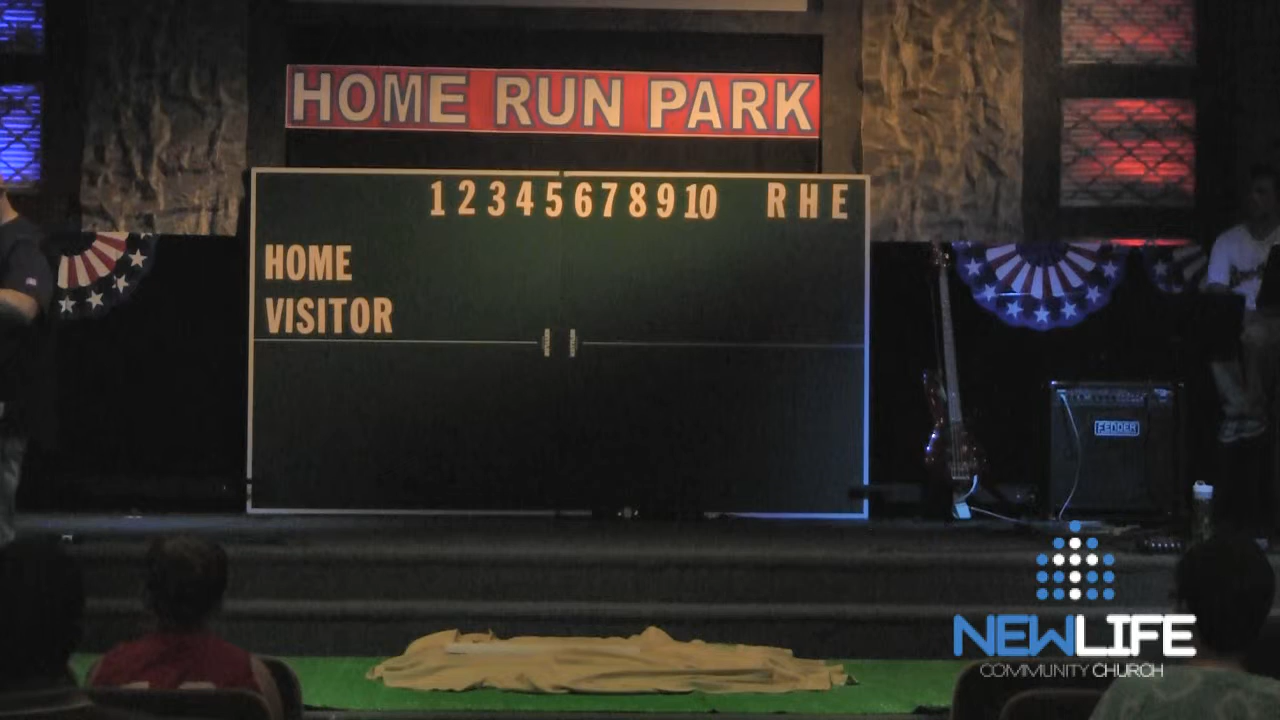 HOME RUN PARK
1 2 3 4 5 6 7 8 9 10 R H E
HOME
VISITOR
FENDER
NEWLIFE
COMMUNITY CHURCH